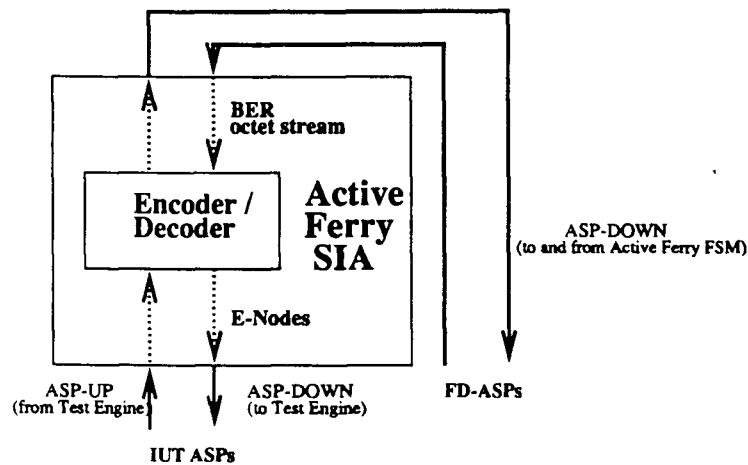 BER
octet stream
Encoder /
Decoder
Active
Ferry
SIA
ASP-DOWN
(to and from Active Ferry FSM)
E-Nodes
ASP-UP
(from Test Engine)
ASP-DOWN
(to Test Engine)
FD-ASPs
IUT ASPs